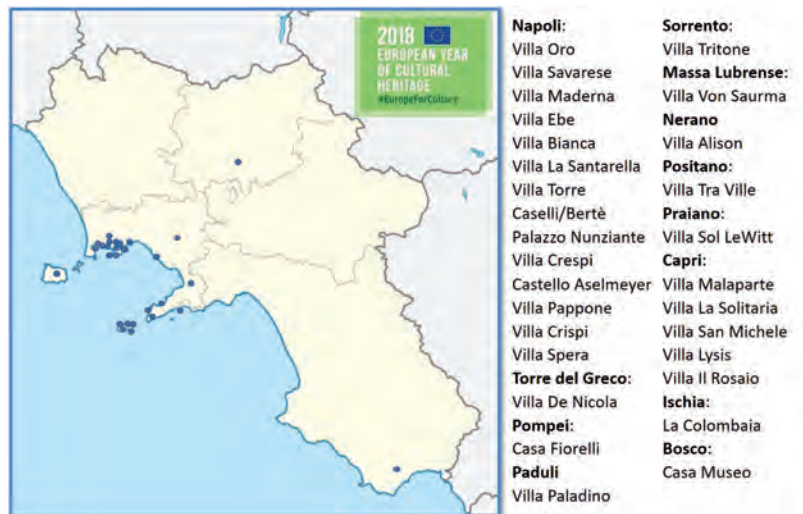 2018
EUROPEAN YEAR
OF CULTURAL
HERITAGE
#EuropeForCulture
Napoli:
Villa Oro
Villa Savarese
Villa Maderna
Villa Ebe
Villa Bianca
Villa La Santarella
Villa Torre
Caselli/Bertè
Palazzo Nunziante
Villa Crespi
Castello Aselmeyer
Villa Pappone
Villa Crispi
Villa Spera
Torre del Greco:
Villa De Nicola
Pompei:
Casa Fiorelli
Paduli
Villa Paladino
Sorrento:
Villa Tritone
Massa Lubrense:
Villa Von Saurma
Nerano
Villa Alison
Positano:
Villa Tra Ville
Praiano:
Villa Sol LeWitt
Capri:
Villa Malaparte
Villa La Solitaria
Villa San Michele
Villa Lysis
Villa Il Rosaio
Ischia:
La Colombaia
Bosco:
Casa Museo